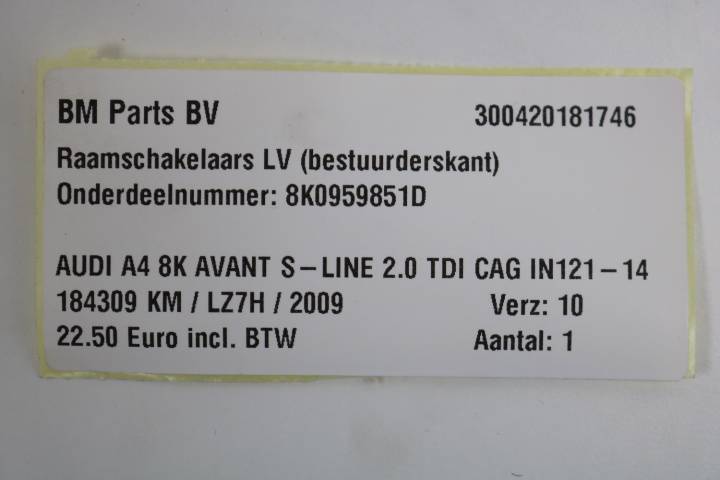 BM Parts BV 300420181746
Raamschakelaars LV (bestuurderskant)
Onderdeelnummer: 8K0959851D
AUDI A4 8K AVANT S-LINE 2.0 TDI CAG IN121-14
184309 KM / LZ7H / 2009 Verz: 10
22.50 Euro incl. BTW Aantal: 1